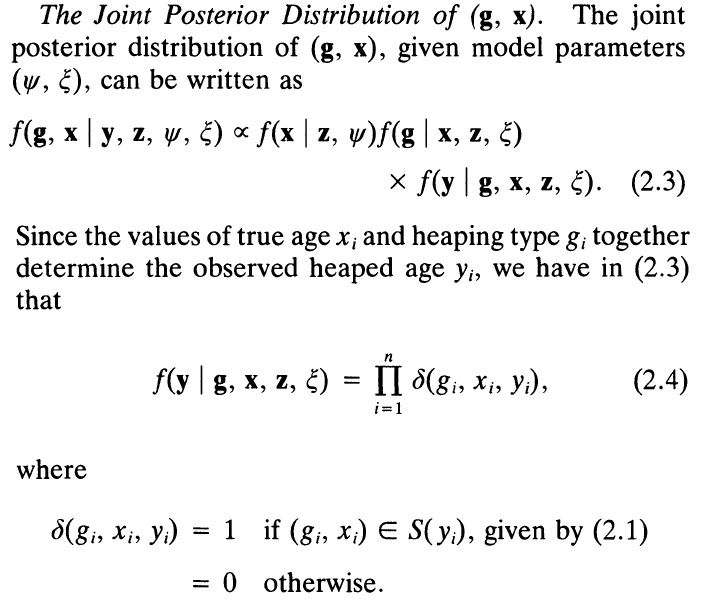 The Joint Posterior Distribution of (g, x). The joint
posterior distribution of (g, x), given model parameters
(ψ, ξ), can be written as
f(g, x | y, z, ψ, ξ) ∝ f(x | z, ψ)f(g | x, z, ξ)
× f(y | g, x, z, ξ). (2.3)
Since the values of true age xᵢ and heaping type gᵢ together
determine the observed heaped age yᵢ, we have in (2.3)
that
f(y | g, x, z, ξ) = ∏ⁿᵢ₌₁ δ(gᵢ, xᵢ, yᵢ), (2.4)
where
δ(gᵢ, xᵢ, yᵢ) = 1 if (gᵢ, xᵢ) ∈ S(yᵢ), given by (2.1)
= 0 otherwise.